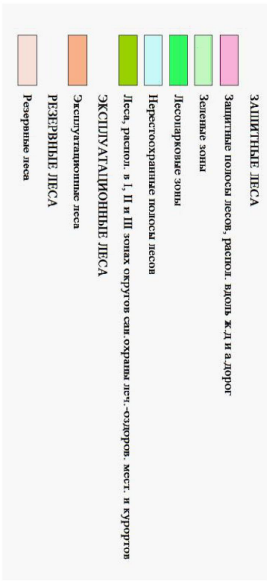 ЗАЩИТНЫЕ ЛЕСА
Защитные полосы лесов, распол. вдоль ж.д и а.дорог
Зеленые зоны
Лесопарковые зоны
Нерестоохранные полосы лесов
Леса, распол. в I, II и III зонах округов сан.охраны леч.-оздоров. мест. и курортов
ЭКСПЛУАТАЦИОННЫЕ ЛЕСА
Эксплуатационные леса
РЕЗЕРВНЫЕ ЛЕСА
Резервные леса